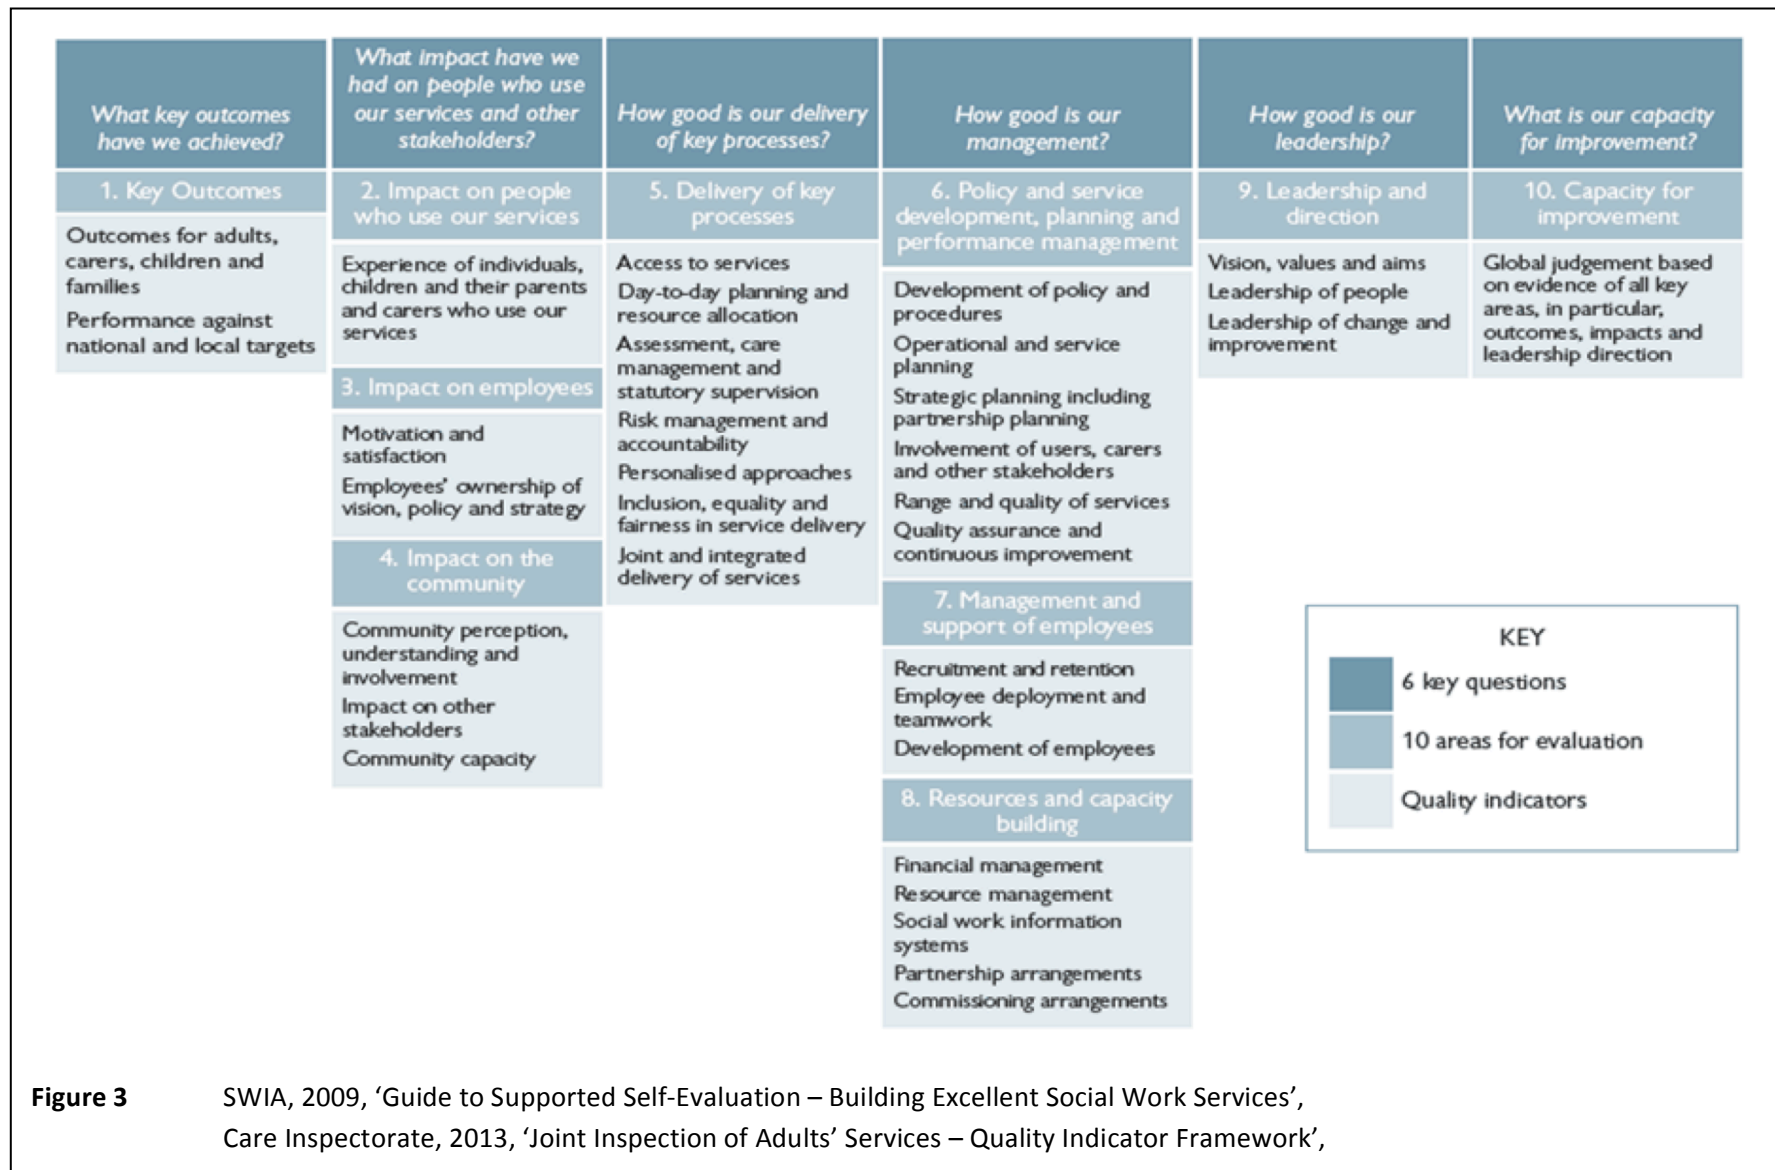 What key outcomes
have we achieved?
1. Key Outcomes
Outcomes for adults,
carers, children and
families
Performance against
national and local targets
What impact have we
had on people who use
our services and other
stakeholders?
2. Impact on people
who use our services
Experience of individuals,
children and their parents
and carers who use our
services
3. Impact on employees
Motivation and
satisfaction
Employees’ ownership of
vision, policy and strategy
4. Impact on the
community
Community perception,
understanding and
involvement
Impact on other
stakeholders
Community capacity
How good is our delivery
of key processes?
5. Delivery of key
processes
Access to services
Day-to-day planning and
resource allocation
Assessment, care
management and
statutory supervision
Risk management and
accountability
Personalised approaches
Inclusion, equality and
fairness in service delivery
Joint and integrated
delivery of services
How good is our
management?
6. Policy and service
development, planning and
performance management
Development of policy and
procedures
Operational and service
planning
Strategic planning including
partnership planning
Involvement of users, carers
and other stakeholders
Range and quality of services
Quality assurance and
continuous improvement
7. Management and
support of employees
Recruitment and retention
Employee deployment and
teamwork
Development of employees
8. Resources and capacity
building
Financial management
Resource management
Social work information
systems
Partnership arrangements
Commissioning arrangements
How good is our
leadership?
9. Leadership and
direction
Vision, values and aims
Leadership of people
Leadership of change and
improvement
What is our capacity
for improvement?
10. Capacity for
improvement
Global judgement based
on evidence of all key
areas, in particular,
outcomes, impacts and
leadership direction
KEY
6 key questions
10 areas for evaluation
Quality indicators
Figure 3 SWIA, 2009, ‘Guide to Supported Self-Evaluation – Building Excellent Social Work Services’,
Care Inspectorate, 2013, ‘Joint Inspection of Adults’ Services – Quality Indicator Framework’,